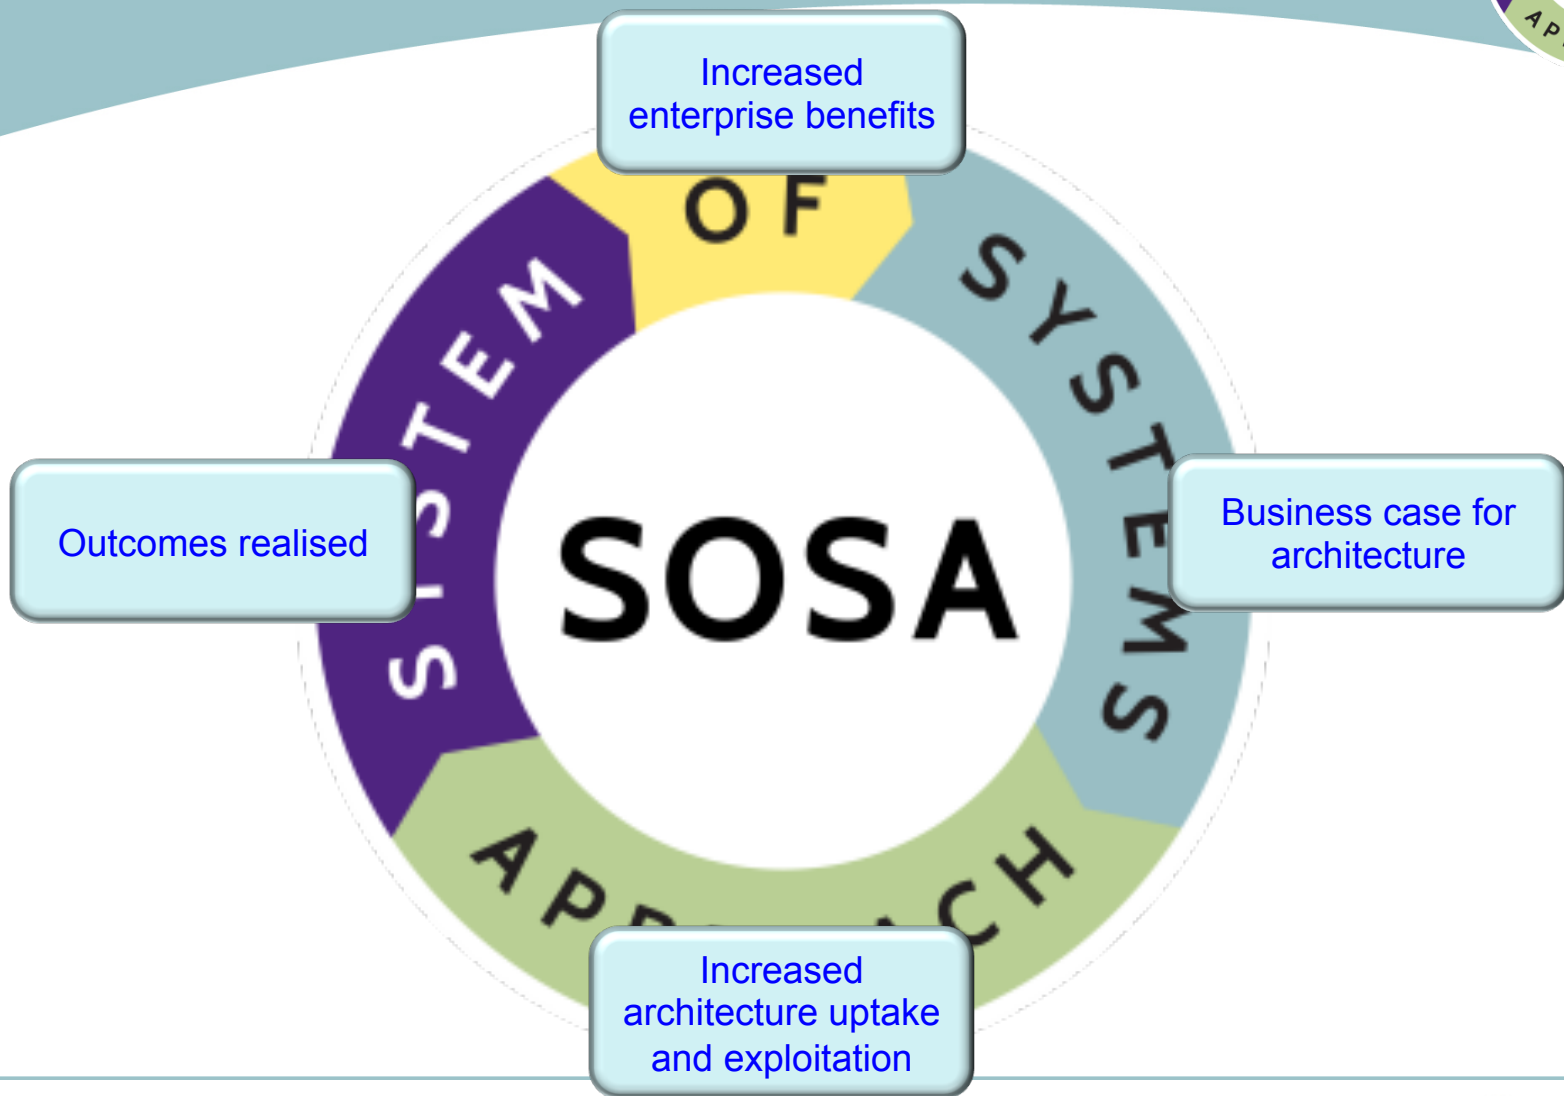 Increased
enterprise benefits
SYSTEM
OF
SYSTEMS
SOSA
Outcomes realised
Business case for
architecture
Increased
architecture uptake
and exploitation